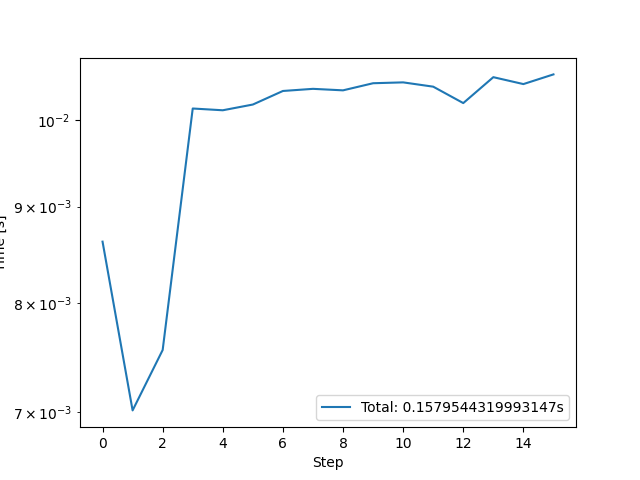 10⁻²
9 × 10⁻³
8 × 10⁻³
7 × 10⁻³
Time [s]
Total: 0.1579544319993147s
0 2 4 6 8 10 12 14
Step